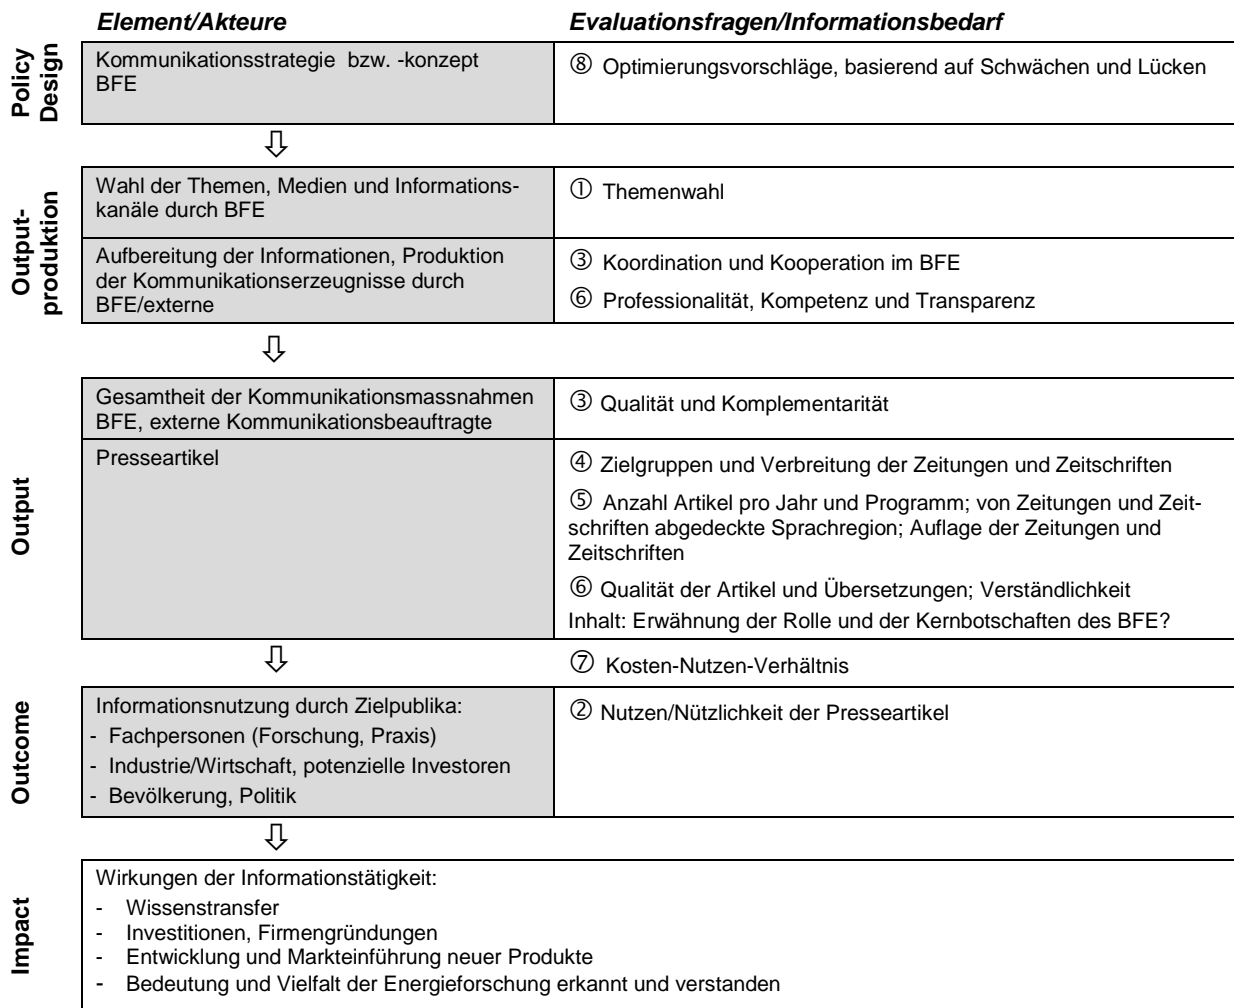 Element/Akteure
Evaluationsfragen/Informationsbedarf
Policy
Design
Kommunikationsstrategie bzw. -konzept
BFE
⑧ Optimierungsvorschläge, basierend auf Schwächen und Lücken
⇩
Output-
produktion
Wahl der Themen, Medien und Informations-
kanäle durch BFE
① Themenwahl
Aufbereitung der Informationen, Produktion
der Kommunikationserzeugnisse durch
BFE/externe
③ Koordination und Kooperation im BFE
⑥ Professionalität, Kompetenz und Transparenz
⇩
Output
Gesamtheit der Kommunikationsmassnahmen
BFE, externe Kommunikationsbeauftragte
③ Qualität und Komplementarität
Presseartikel
④ Zielgruppen und Verbreitung der Zeitungen und Zeitschriften
⑤ Anzahl Artikel pro Jahr und Programm; von Zeitungen und Zeit-
schriften abgedeckte Sprachregion; Auflage der Zeitungen und
Zeitschriften
⑥ Qualität der Artikel und Übersetzungen; Verständlichkeit
Inhalt: Erwähnung der Rolle und der Kernbotschaften des BFE?
⇩
⑦ Kosten-Nutzen-Verhältnis
Outcome
Informationsnutzung durch Zielpublika:
- Fachpersonen (Forschung, Praxis)
- Industrie/Wirtschaft, potenzielle Investoren
- Bevölkerung, Politik
② Nutzen/Nützlichkeit der Presseartikel
⇩
Impact
Wirkungen der Informationstätigkeit:
- Wissenstransfer
- Investitionen, Firmengründungen
- Entwicklung und Markteinführung neuer Produkte
- Bedeutung und Vielfalt der Energieforschung erkannt und verstanden